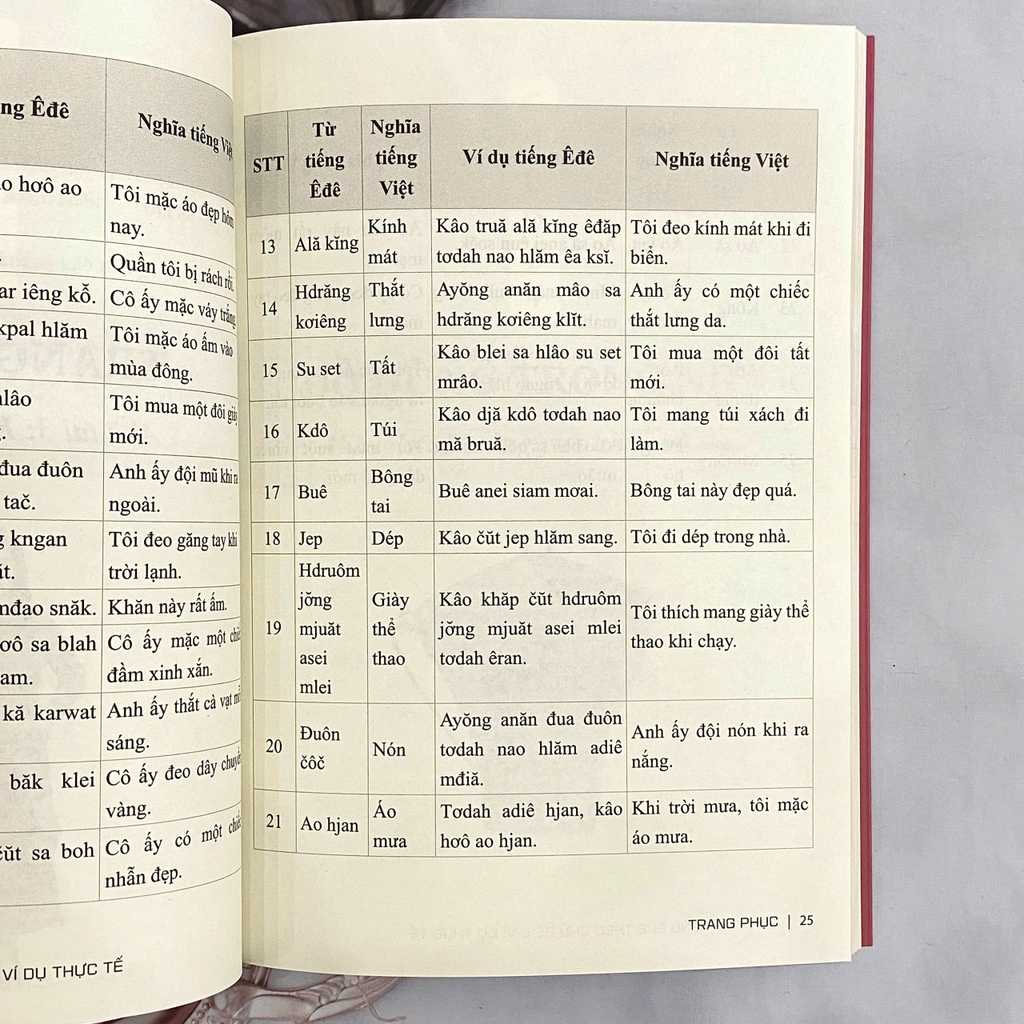 ng Êđê
Nghĩa tiếng Việt
o hơô ao
Tôi mặc áo đẹp hôm
nay.
Quần tôi bị rách rồi.
ar iêng kỗ.
Cô ấy mặc váy trắng
kpal hlăm
Tôi mặc áo ấm vào
mùa đông.
hlâo
Tôi mua một đôi giày
mới.
đua đuôn
tač.
Anh ấy đội mũ khi ra
ngoài.
g kngan
ăt.
Tôi đeo găng tay khi
trời lạnh.
mđao snăk.
Khăn này rất ấm.
ơô sa blah
am.
Cô ấy mặc một chiếc
đầm xinh xắn.
kă karwat
Anh ấy thắt cà vạt mỗi
sáng.
băk klei
Cô ấy đeo dây chuyền
vàng.
čŭt sa boh
Cô ấy có một chiếc
nhẫn đẹp.
VÍ DỤ THỰC TẾ
STT
Từ
tiếng
Êđê
Nghĩa
tiếng
Việt
Ví dụ tiếng Êđê
Nghĩa tiếng Việt
13
Ală kĭng
Kính
mát
Kâo truă ală kĭng êđăp
tơdah nao hlăm êa ksĭ.
Tôi đeo kính mát khi đi
biển.
14
Hdrăng
kơiêng
Thắt
lưng
Ayŏng anăn mâo sa
hdrăng kơiêng klĭt.
Anh ấy có một chiếc
thắt lưng da.
15
Su set
Tất
Kâo blei sa hlâo su set
mrâo.
Tôi mua một đôi tất
mới.
16
Kdô
Túi
Kâo djă kdô tơdah nao
mă bruă.
Tôi mang túi xách đi
làm.
17
Buê
Bông
tai
Buê anei siam mơai.
Bông tai này đẹp quá.
18
Jep
Dép
Kâo čŭt jep hlăm sang.
Tôi đi dép trong nhà.
19
Hdruôm
jỡng
mjuăt
asei
mlei
Giày
thể
thao
Kâo khăp čŭt hdruôm
jỡng mjuăt asei mlei
tơdah êran.
Tôi thích mang giày thể
thao khi chạy.
20
Đuôn
čôč
Nón
Ayŏng anăn đua đuôn
tơdah nao hlăm adiê
mđiă.
Anh ấy đội nón khi ra
nắng.
21
Ao hjan
Áo
mưa
Tơdah adiê hjan, kâo
hơô ao hjan.
Khi trời mưa, tôi mặc
áo mưa.
TRANG PHỤC | 25